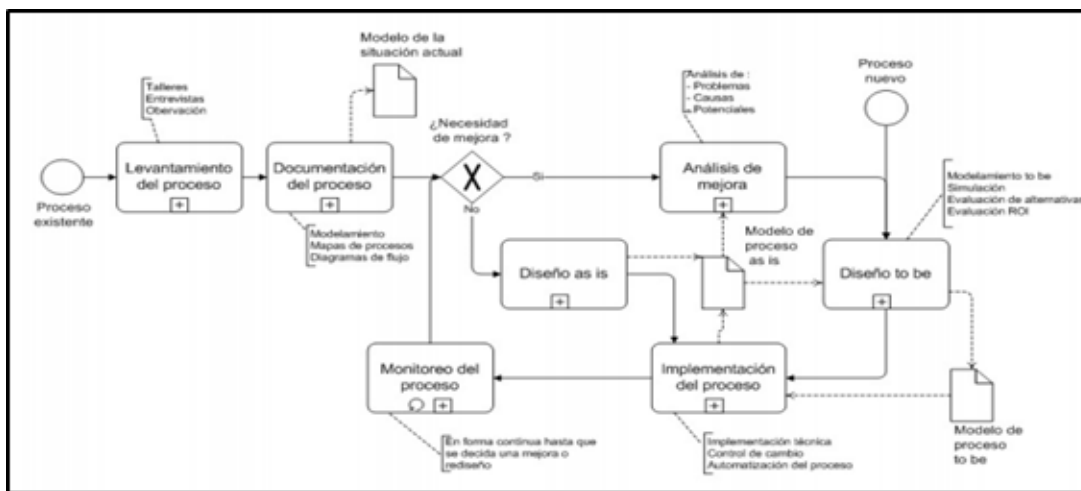 Modelo de la
situación actual
Talleres
Entrevistas
Obervación
Análisis de :
- Problemas
- Causas
- Potenciales
Proceso
nuevo
¿Necesidad
de mejora ?
Levantamiento
del proceso
Documentación
del proceso
Si
Análisis de
mejora
Proceso
existente
No
Modelamiento
Mapas de procesos
Diagramas de flujo
Modelamiento to be
Simulación
Evaluación de alternativas
Evaluación ROI
Modelo de
proceso
as is
Diseño as is
Diseño to be
Monitoreo del
proceso
Implementación
del proceso
Modelo de
proceso
to be
En forma continua hasta que
se decida una mejora o
rediseño
Implementación técnica
Control de cambio
Automatización del proceso